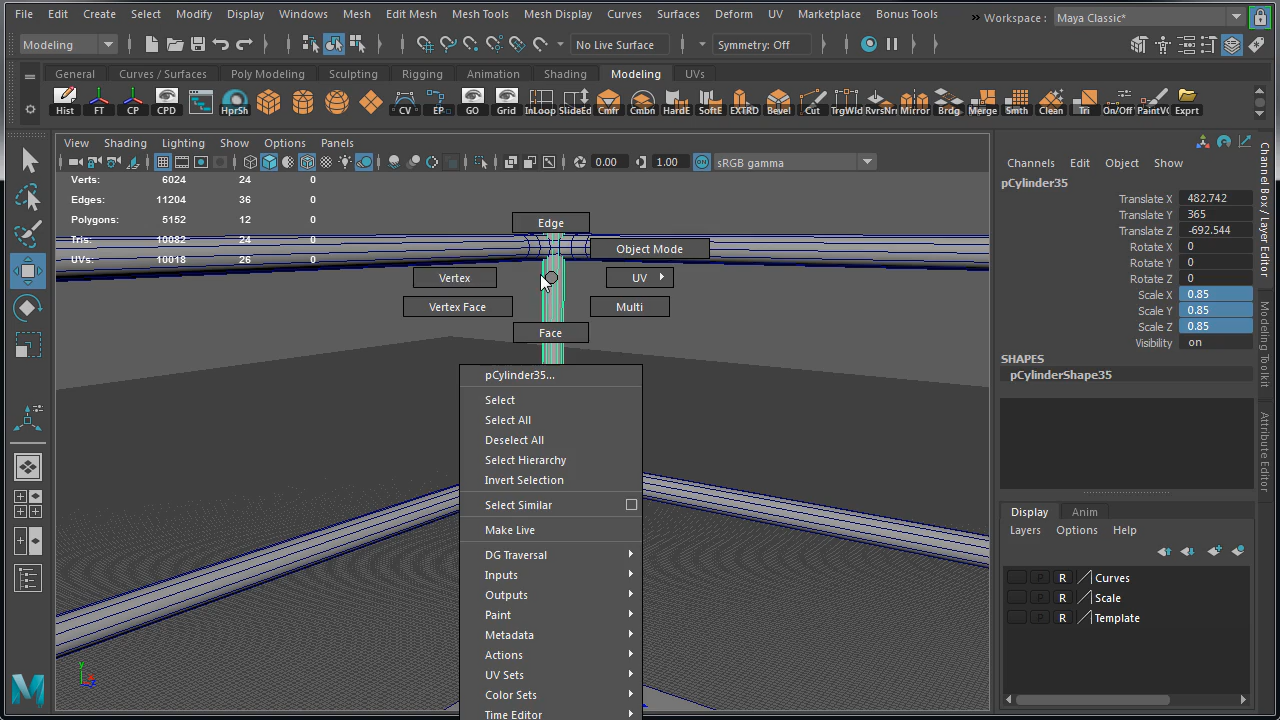 File Edit Create Select Modify Display Windows Mesh Edit Mesh Mesh Tools Mesh Display Curves Surfaces Deform UV Marketplace Bonus Tools Workspace : Maya Classic*
Modeling No Live Surface Symmetry: Off
General Curves / Surfaces Poly Modeling Sculpting Rigging Animation Shading Modeling UVs
Hist FT CP CPD HprSh CV EP GO Grid InLoop SlideEd Cmfr Cmbn HardE SoftE EXTRD Bevel Cut TrgWld RvrsNr Mirror Brdg Merge Smth Clean Tri On/Off PaintV Exprt
View Shading Lighting Show Options Panels
0.00 1.00 ON sRGB gamma
Verts: 6024 24 0
Edges: 11204 36 0
Polygons: 5152 12 0
Tris: 10082 24 0
UVs: 10018 26 0
Edge
Object Mode
Vertex UV
Vertex Face Multi
Face
pCylinder35...
Select
Select All
Deselect All
Select Hierarchy
Invert Selection
Select Similar
Make Live
DG Traversal
Inputs
Outputs
Paint
Metadata
Actions
UV Sets
Color Sets
Time Editor
y
Channels Edit Object Show
pCylinder35
Translate X 482.742
Translate Y 365
Translate Z -692.544
Rotate X 0
Rotate Y 0
Rotate Z 0
Scale X 0.85
Scale Y 0.85
Scale Z 0.85
Visibility on
SHAPES
pCylinderShape35
Display Anim
Layers Options Help
P R Curves
P R Scale
P R Template
Channel Box / Layer Editor
Modeling Toolkit
Attribute Editor
M